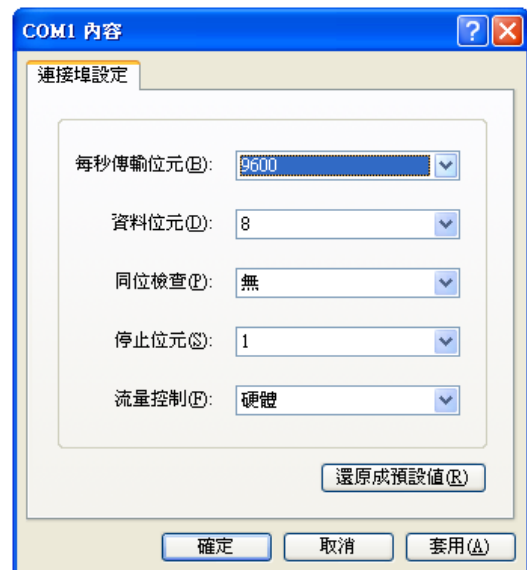 COM1 內容
連接埠設定
每秒傳輸位元(B): 9600
資料位元(D): 8
同位檢查(P): 無
停止位元(S): 1
流量控制(F): 硬體
還原成預設值(R)
確定 取消 套用(A)